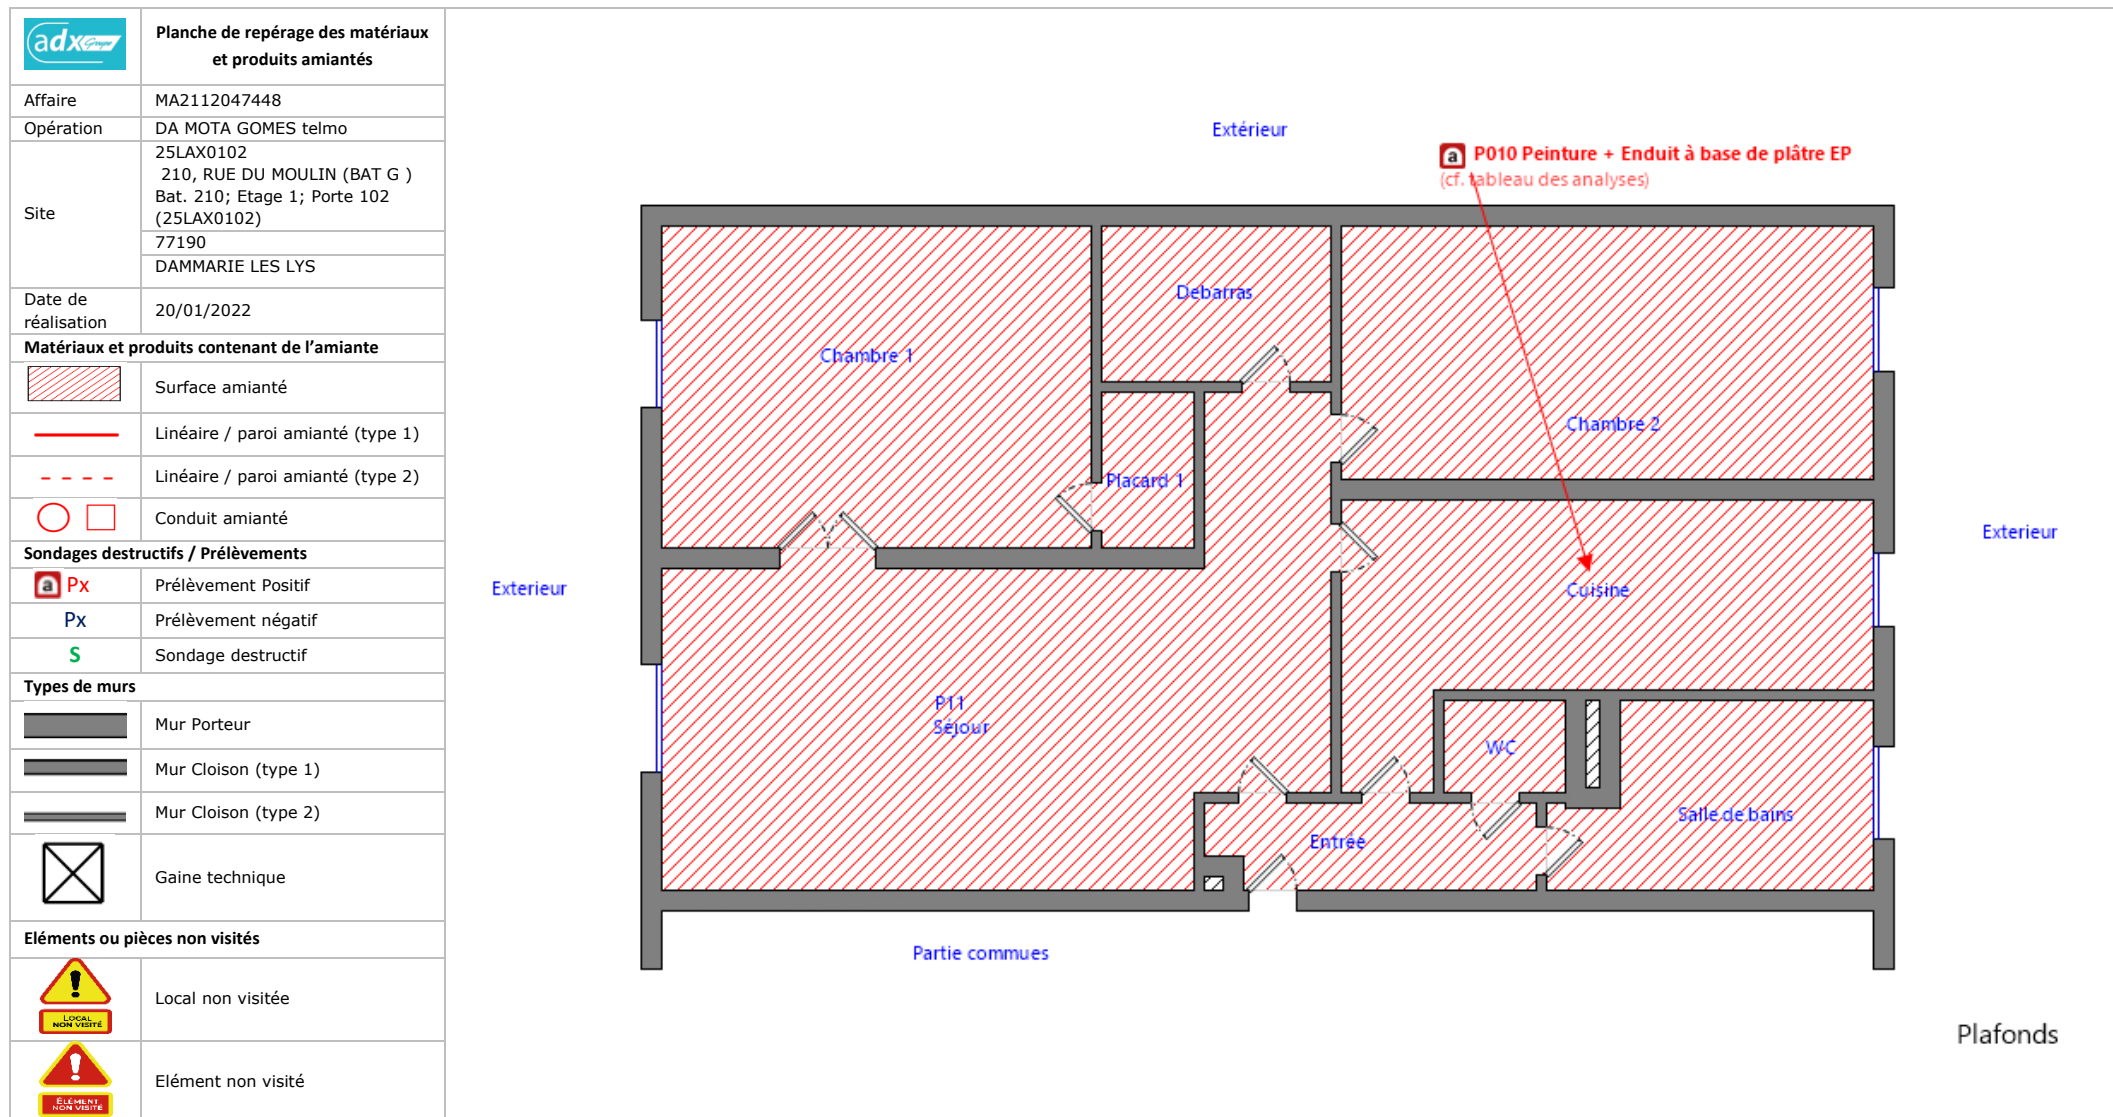 adx Groupe
Planche de repérage des matériaux
et produits amiantés
Affaire MA2112047448
Opération DA MOTA GOMES telmo
Site
25LAX0102
210, RUE DU MOULIN (BAT G )
Bat. 210; Etage 1; Porte 102
(25LAX0102)
77190
DAMMARIE LES LYS
Date de
réalisation
20/01/2022
Matériaux et produits contenant de l’amiante
Surface amianté
Linéaire / paroi amianté (type 1)
Linéaire / paroi amianté (type 2)
Conduit amianté
Sondages destructifs / Prélèvements
a Px Prélèvement Positif
Px Prélèvement négatif
S Sondage destructif
Types de murs
Mur Porteur
Mur Cloison (type 1)
Mur Cloison (type 2)
Gaine technique
Eléments ou pièces non visités
LOCAL
NON VISITÉ
Local non visitée
ÉLÉMENT
NON VISITÉ
Elément non visité
Extérieur
a P010 Peinture + Enduit à base de plâtre EP
(cf. tableau des analyses)
Debarras
Chambre 1
Chambre 2
Placard 1
Exterieur
Exterieur
Cuisine
P11
Séjour
WC
Salle de bains
Entrée
Partie commues
Plafonds